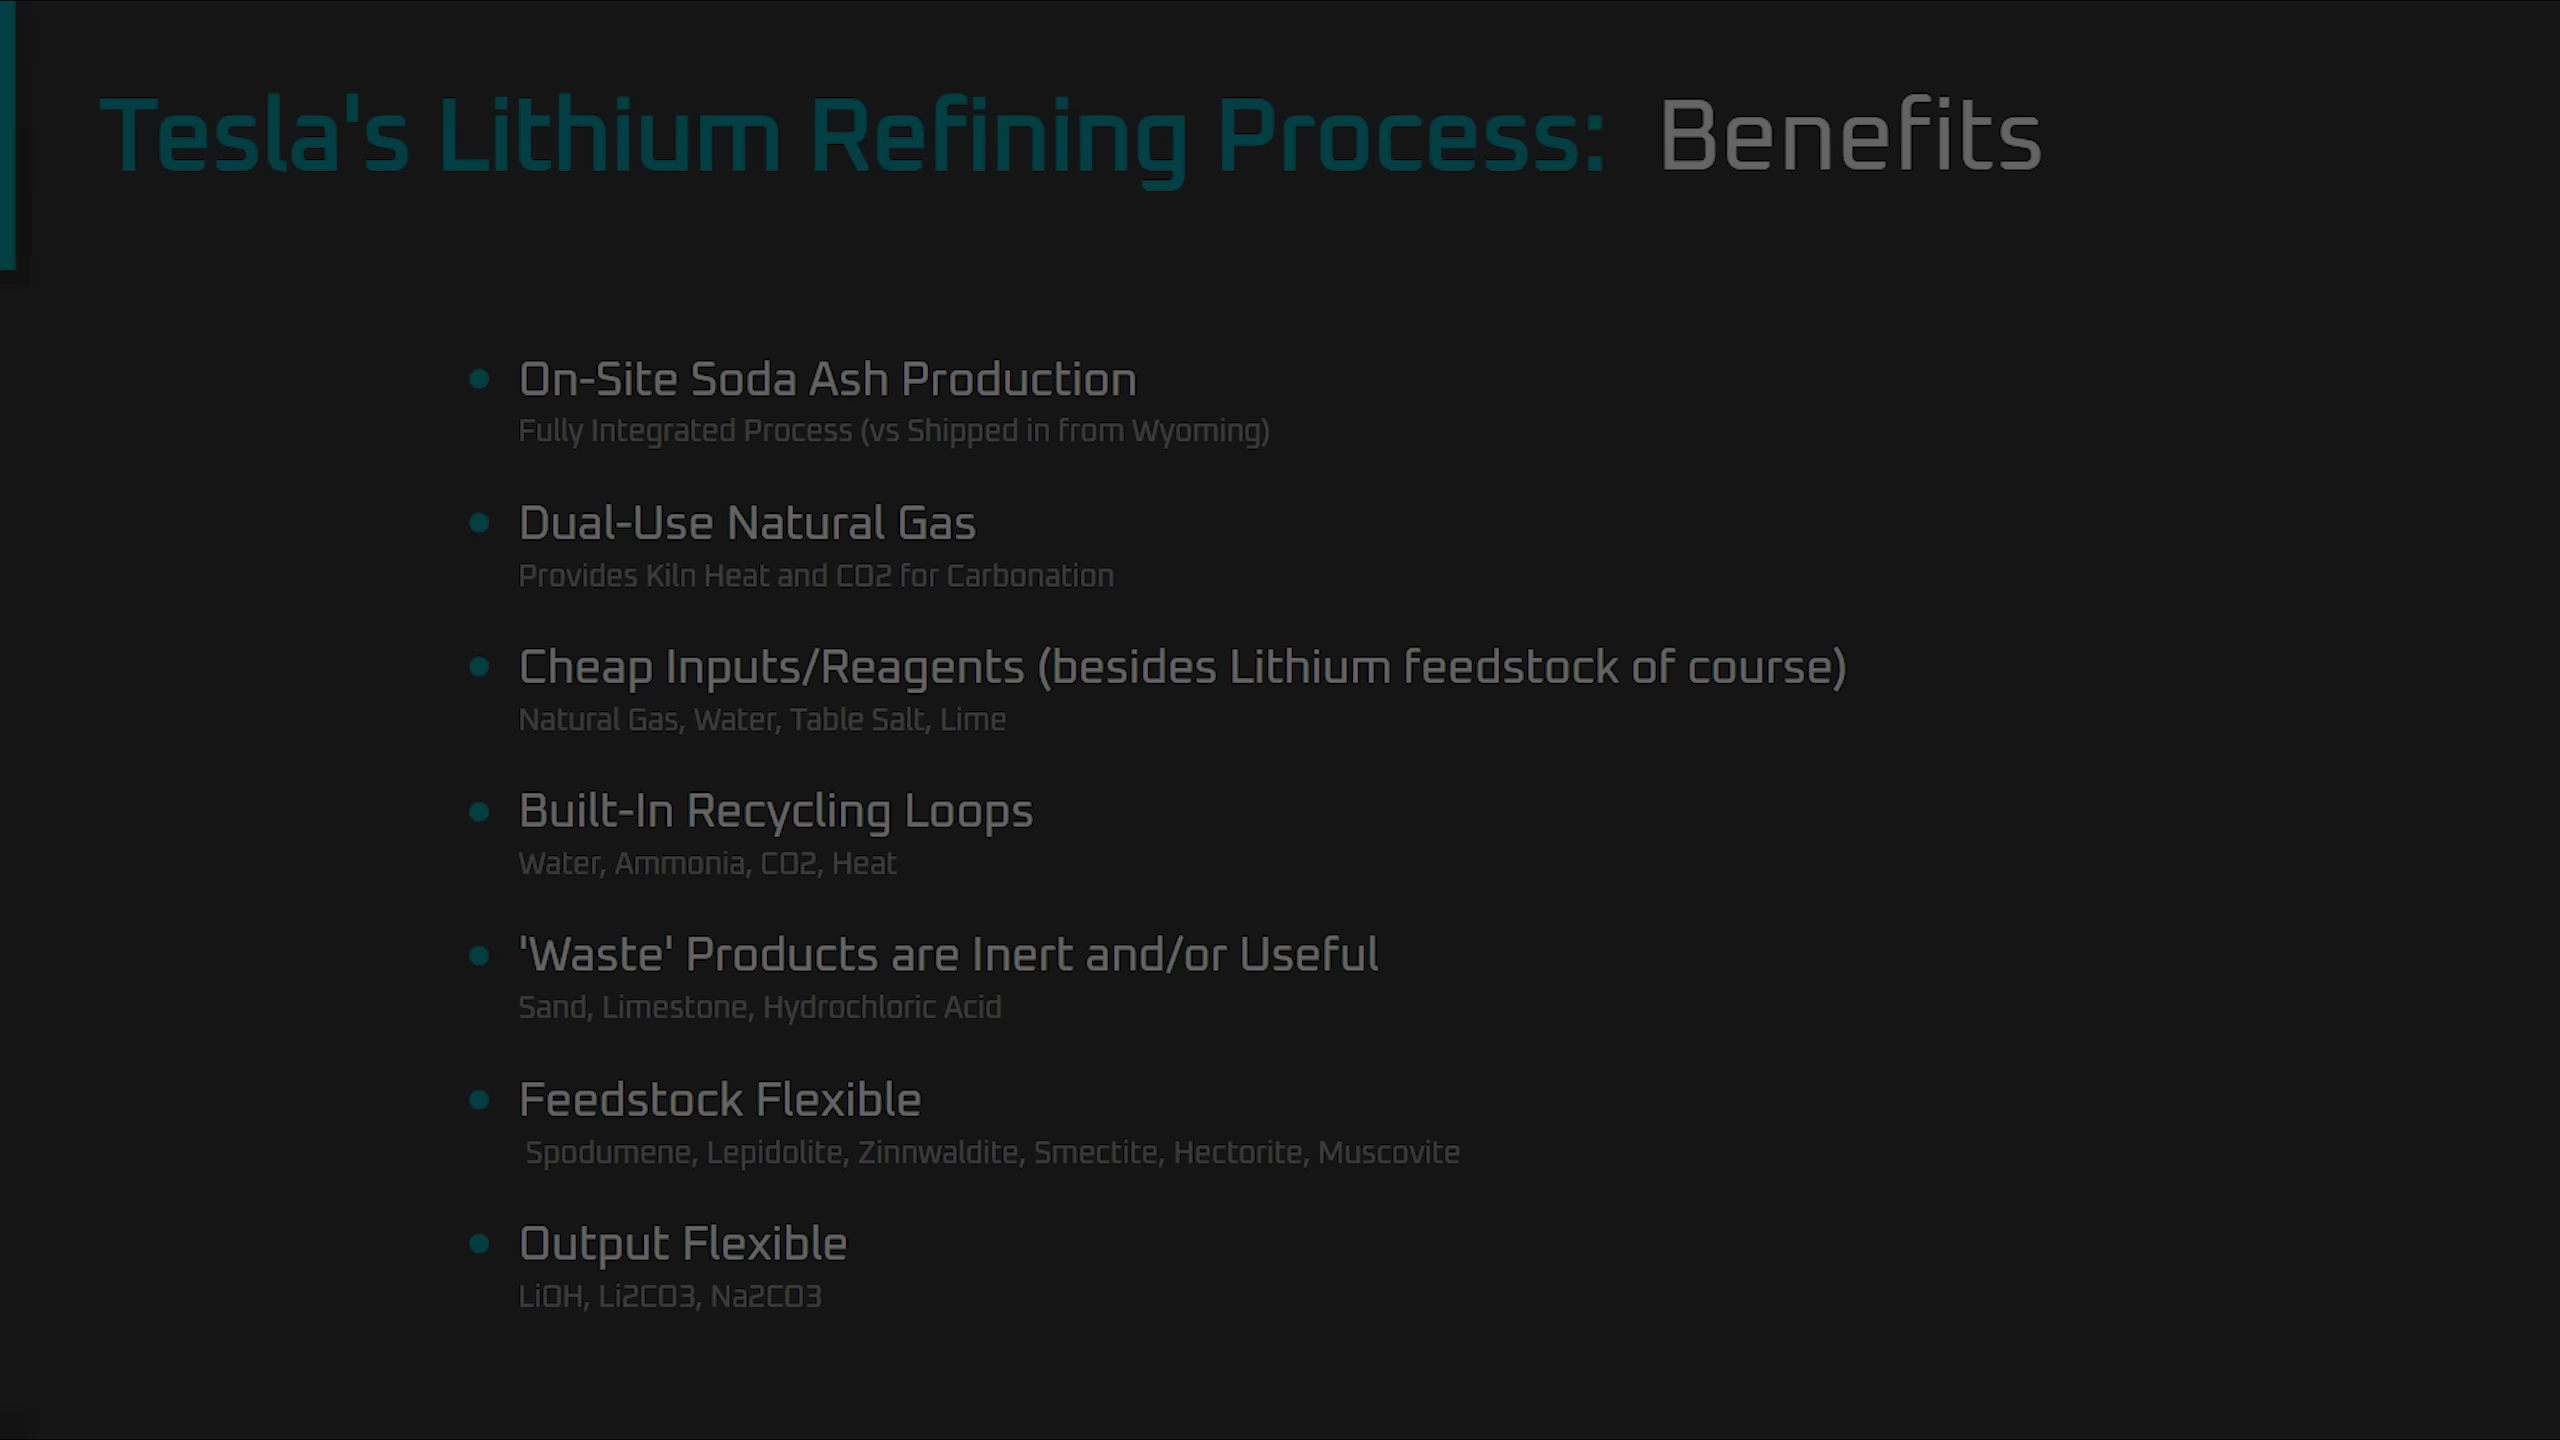 Tesla's Lithium Refining Process: Benefits
On-Site Soda Ash Production
Fully Integrated Process (vs Shipped in from Wyoming)
Dual-Use Natural Gas
Provides Kiln Heat and CO2 for Carbonation
Cheap Inputs/Reagents (besides Lithium feedstock of course)
Natural Gas, Water, Table Salt, Lime
Built-In Recycling Loops
Water, Ammonia, CO2, Heat
'Waste' Products are Inert and/or Useful
Sand, Limestone, Hydrochloric Acid
Feedstock Flexible
Spodumene, Lepidolite, Zinnwaldite, Smectite, Hectorite, Muscovite
Output Flexible
LiOH, Li2CO3, Na2CO3